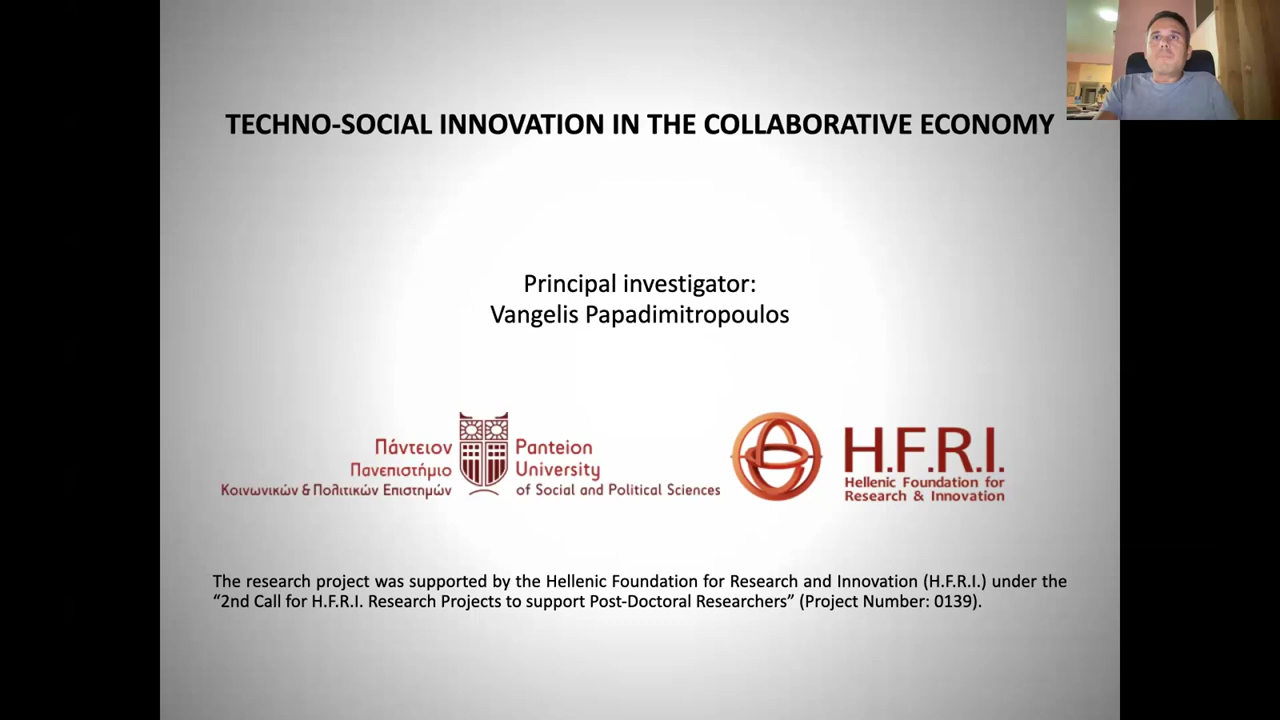 TECHNO-SOCIAL INNOVATION IN THE COLLABORATIVE ECONOMY
Principal investigator:
Vangelis Papadimitropoulos
Πάντειον
Πανεπιστήμιο
Κοινωνικών & Πολιτικών Επιστημών
Panteion
University
of Social and Political Sciences
H.F.R.I.
Hellenic Foundation for
Research & Innovation
The research project was supported by the Hellenic Foundation for Research and Innovation (H.F.R.I.) under the
“2nd Call for H.F.R.I. Research Projects to support Post-Doctoral Researchers” (Project Number: 0139).